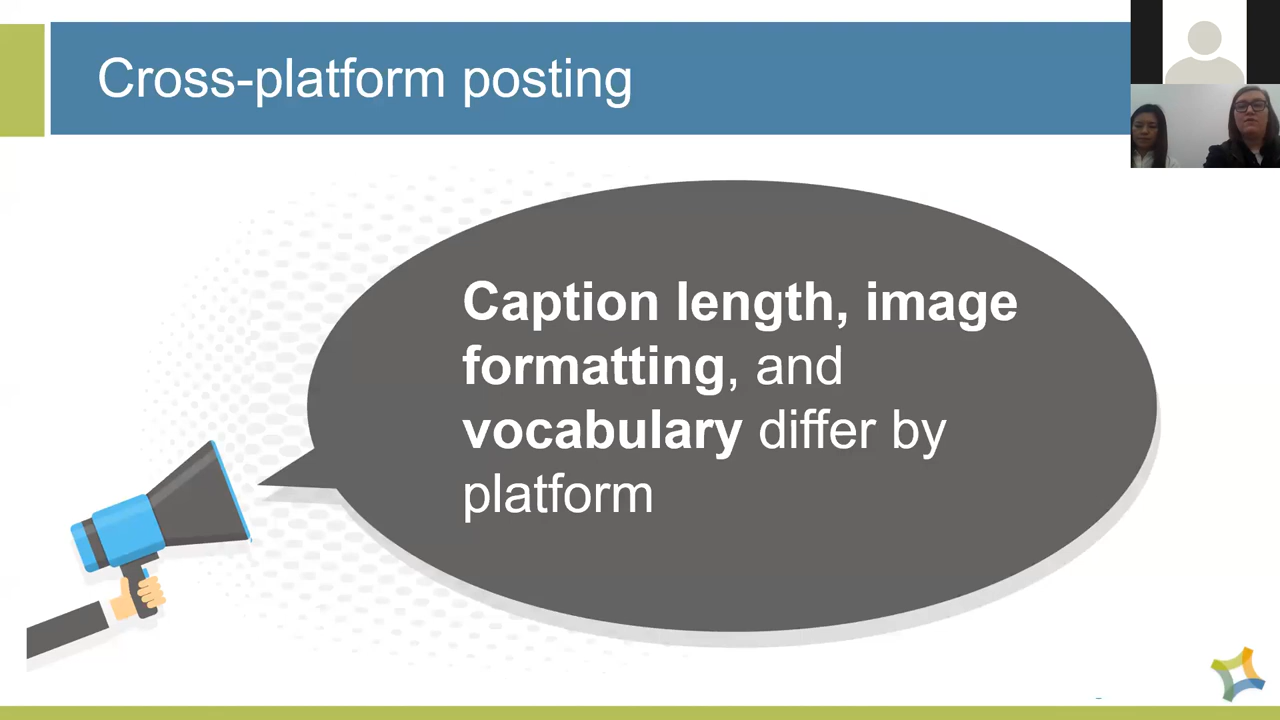 Cross-platform posting
Caption length, image
formatting, and
vocabulary differ by
platform